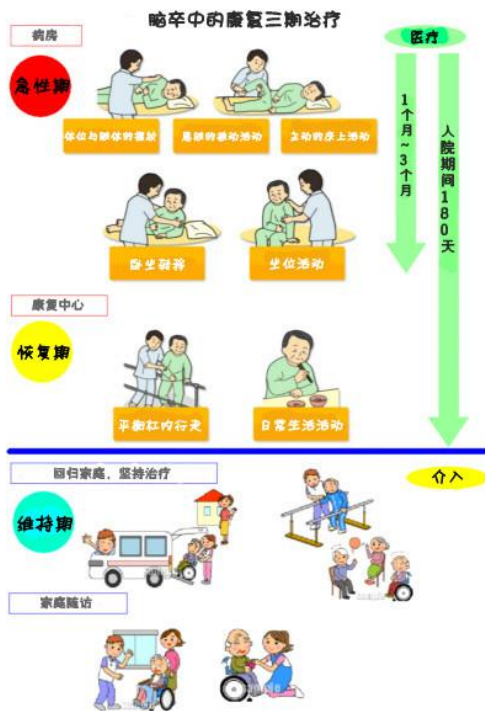 脑卒中的康复三期治疗
病房
医疗
急性期
体位与肢体的摆放
患肢的被动活动
主动的床上活动
1个月~3个月
入院期间180天
卧坐转移
坐位活动
康复中心
恢复期
平衡杠内行走
日常生活活动
回归家庭，坚持治疗
介入
维持期
家庭随访